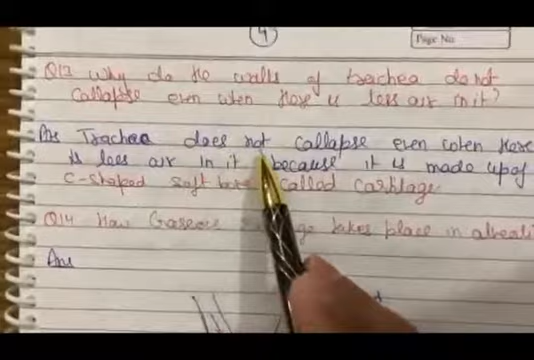 4
Page No:
Q13 Why do the walls of trachea do not
collapse even when there is less air in it?
Ans Trachea does not collapse even when there
is less air in it because it is made up of
C-shaped soft called cartilage
Q14 How Gaseous takes place in alveoli
Ans